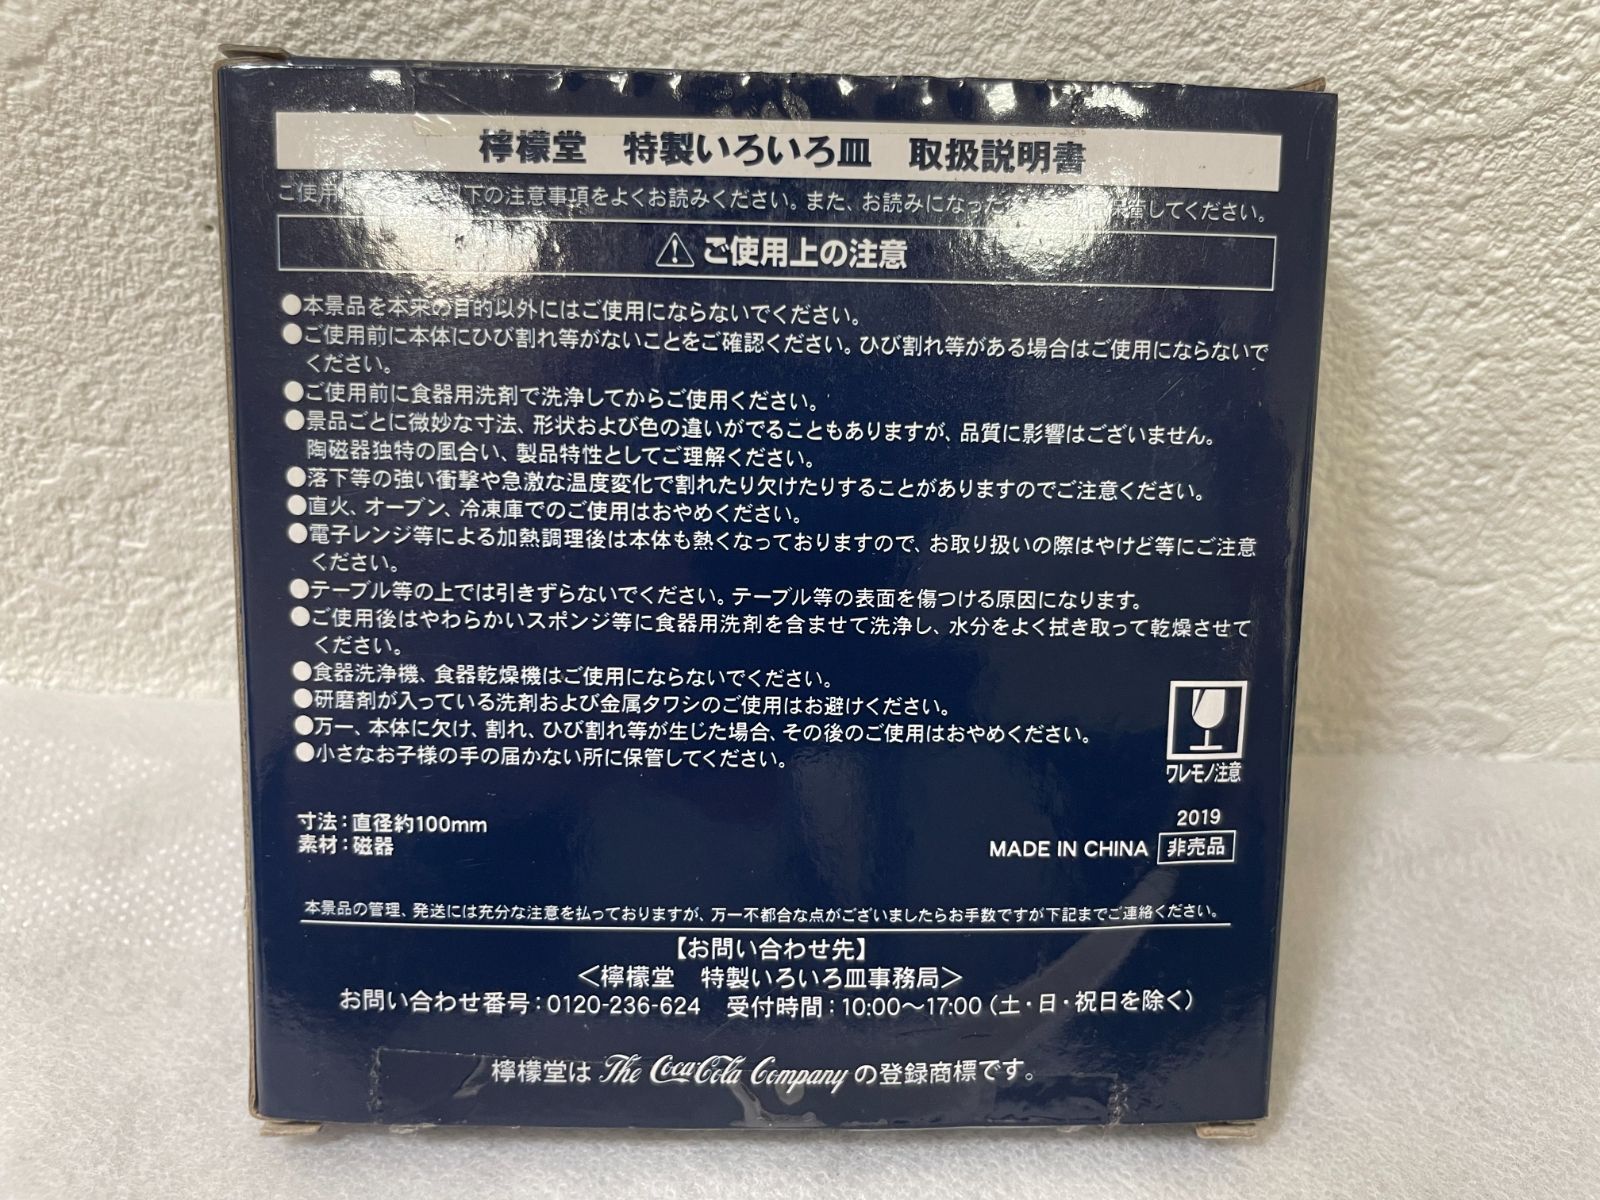 檸檬堂　特製いろいろ皿　取扱説明書
ご使用 以下の注意事項をよくお読みください。また、お読みになった 保管してください。
⚠ ご使用上の注意
●本景品を本来の目的以外にはご使用にならないでください。
●ご使用前に本体にひび割れ等がないことをご確認ください。ひび割れ等がある場合はご使用にならないで
ください。
●ご使用前に食器用洗剤で洗浄してからご使用ください。
●景品ごとに微妙な寸法、形状および色の違いがでることもありますが、品質に影響はございません。
陶磁器独特の風合い、製品特性としてご理解ください。
●落下等の強い衝撃や急激な温度変化で割れたり欠けたりすることがありますのでご注意ください。
●直火、オーブン、冷凍庫でのご使用はおやめください。
●電子レンジ等による加熱調理後は本体も熱くなっておりますので、お取り扱いの際はやけど等にご注意
ください。
●テーブル等の上では引きずらないでください。テーブル等の表面を傷つける原因になります。
●ご使用後はやわらかいスポンジ等に食器用洗剤を含ませて洗浄し、水分をよく拭き取って乾燥させて
ください。
●食器洗浄機、食器乾燥機はご使用にならないでください。
●研磨剤が入っている洗剤および金属タワシのご使用はお避けください。
●万一、本体に欠け、割れ、ひび割れ等が生じた場合、その後のご使用はおやめください。
●小さなお子様の手の届かない所に保管してください。
ワレモノ注意
寸法：直径約100mm
素材：磁器
2019
MADE IN CHINA 非売品
本景品の管理、発送には充分な注意を払っておりますが、万一不都合な点がございましたらお手数ですが下記までご連絡ください。
【お問い合わせ先】
＜檸檬堂　特製いろいろ皿事務局＞
お問い合わせ番号：0120-236-624　受付時間：10:00～17:00（土・日・祝日を除く）
檸檬堂は The Coca-Cola Company の登録商標です。